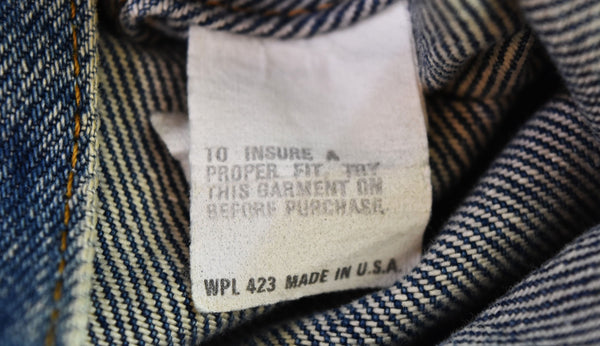 TO INSURE A
PROPER FIT, TRY
THIS GARMENT ON
BEFORE PURCHASE.
WPL 423 MADE IN U.S.A.